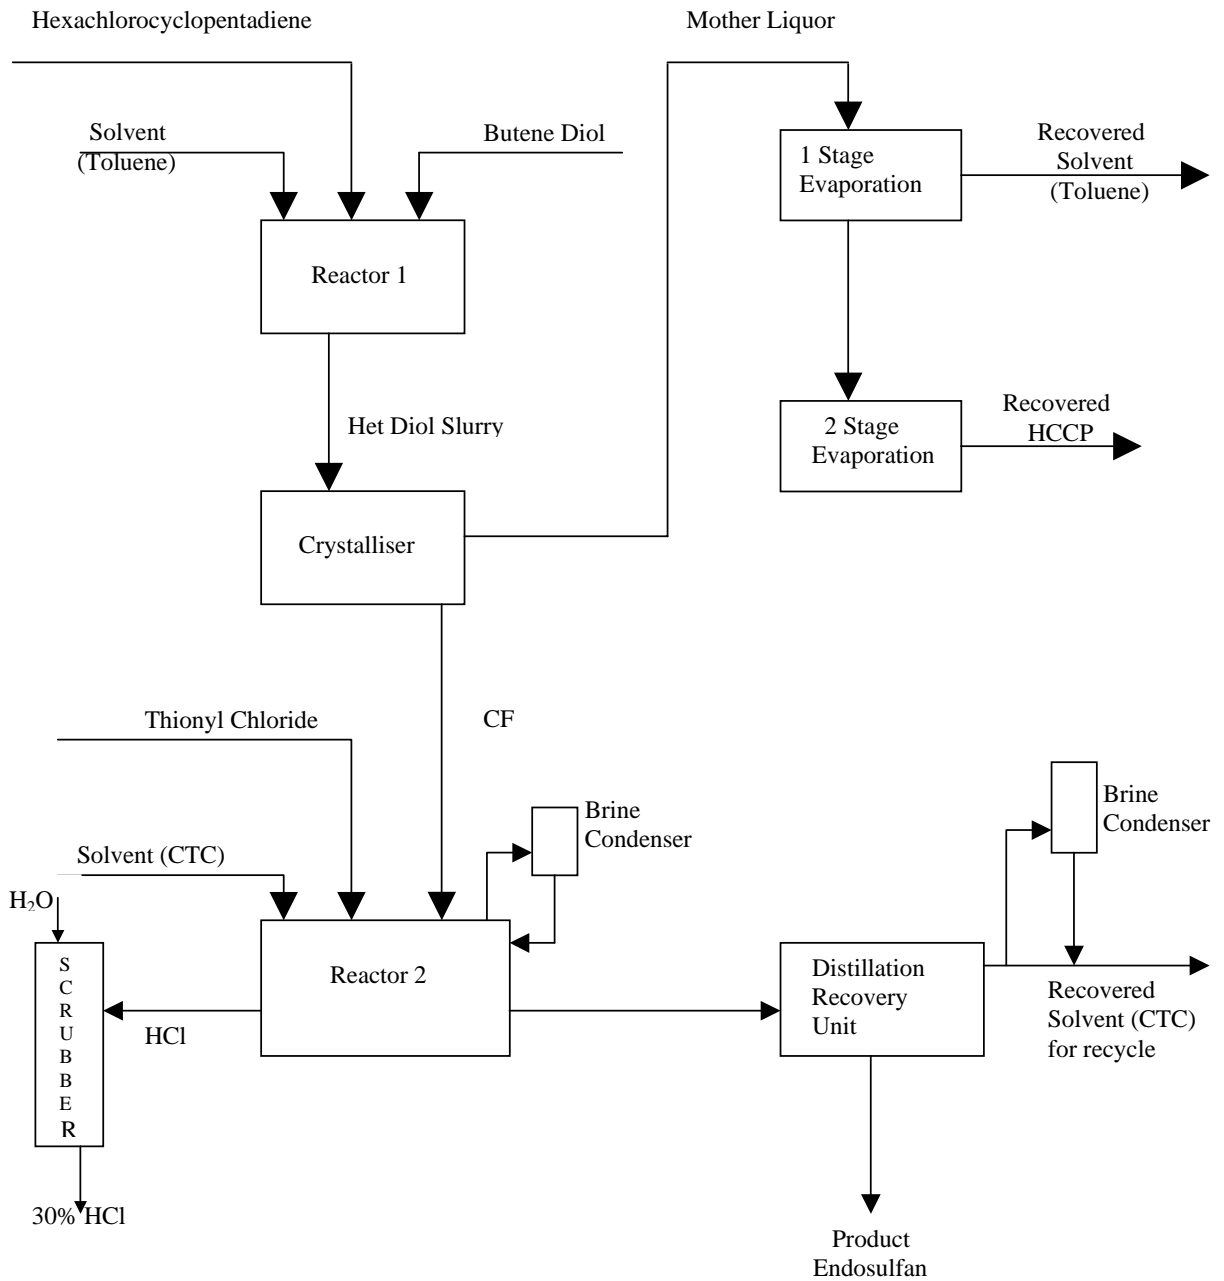 Hexachlorocyclopentadiene
Mother Liquor
Solvent
(Toluene)
Butene Diol
1 Stage
Evaporation
Recovered
Solvent
(Toluene)
Reactor 1
Het Diol Slurry
2 Stage
Evaporation
Recovered
HCCP
Crystalliser
Thionyl Chloride
CF
Brine
Condenser
Brine
Condenser
Solvent (CTC)
H₂O
SCRUBBER
Reactor 2
HCl
Distillation
Recovery
Unit
Recovered
Solvent (CTC)
for recycle
30% HCl
Product
Endosulfan